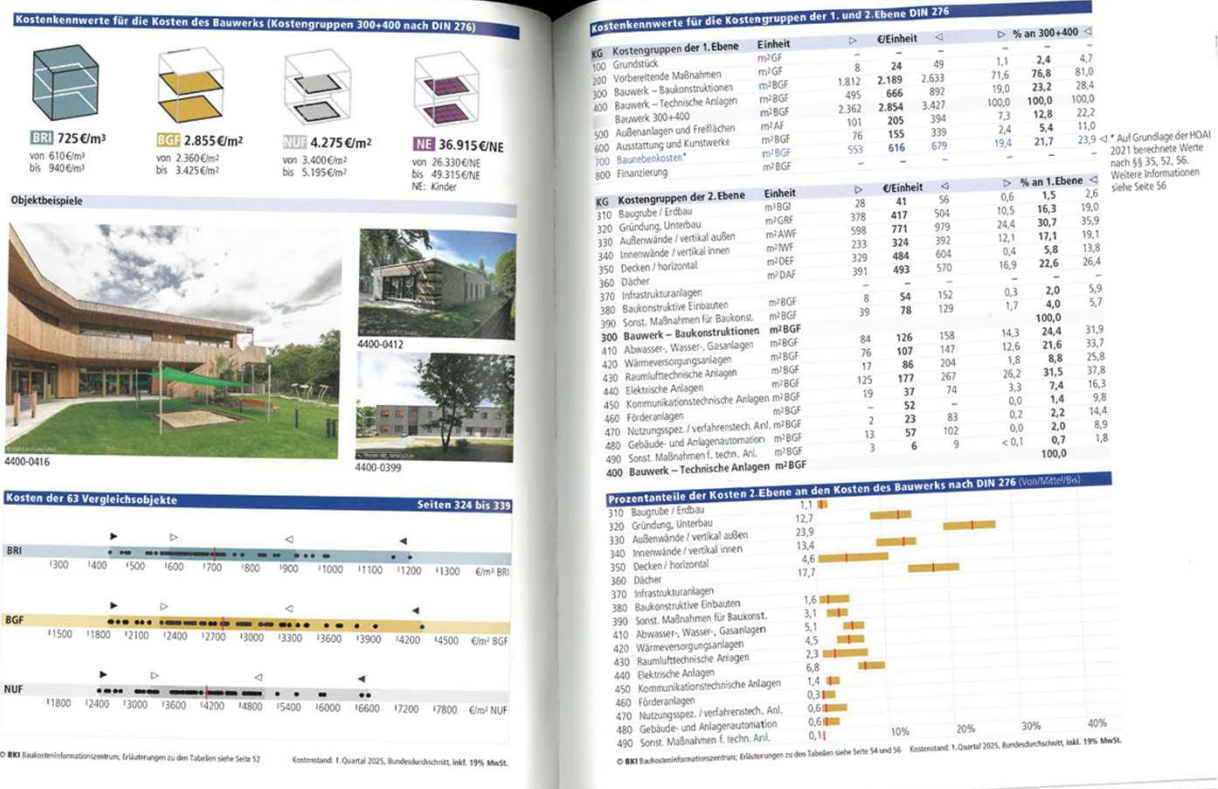 Kostenkennwerte für die Kosten des Bauwerks (Kostengruppen 300+400 nach DIN 276)
BRI 725 €/m³
von 610 €/m³
bis 940 €/m³
BGF 2.855 €/m²
von 2.360 €/m²
bis 3.425 €/m²
NUF 4.275 €/m²
von 3.400 €/m²
bis 5.195 €/m²
NE 36.915 €/NE
von 26.330 €/NE
bis 49.315 €/NE
NE: Kinder
Objektbeispiele
4400-0416
4400-0412
4400-0399
Kosten der 63 Vergleichsobjekte Seiten 324 bis 339
BRI
300 400 500 600 700 800 900 1000 1100 1200 1300 €/m³ BRI
BGF
1500 1800 2100 2400 2700 3000 3300 3600 3900 4200 4500 €/m² BGF
NUF
1800 2400 3000 3600 4200 4800 5400 6000 6600 7200 7800 €/m² NUF
© BKI Baukosteninformationszentrum; Erläuterungen zu den Tabellen siehe Seite 52 Kostenstand: 1. Quartal 2025, Bundesdurchschnitt, inkl. 19% MwSt.
Kostenkennwerte für die Kostengruppen der 1. und 2. Ebene DIN 276
KG Kostengruppen der 1. Ebene Einheit ▷ €/Einheit ◁ ▷ % an 300+400 ◁
100 Grundstück m² GF – – – – – –
200 Vorbereitende Maßnahmen m² GF 8 24 49 1,1 2,4 4,7
300 Bauwerk – Baukonstruktionen m² BGF 1.812 2.189 2.633 71,6 76,8 81,0
400 Bauwerk – Technische Anlagen m² BGF 495 666 892 19,0 23,2 28,4
Bauwerk 300+400 m² BGF 2.362 2.854 3.427 100,0 100,0 100,0
500 Außenanlagen und Freiflächen m² AF 101 205 394 7,3 12,8 22,2
600 Ausstattung und Kunstwerke m² BGF 76 155 339 2,4 5,4 11,0
700 Baunebenkosten* m² BGF 553 616 679 19,4 21,7 23,9 ◁
800 Finanzierung m² BGF – – – – – –
* Auf Grundlage der HOAI
2021 berechnete Werte
nach §§ 35, 52, 56.
Weitere Informationen
siehe Seite 56
KG Kostengruppen der 2. Ebene Einheit ▷ €/Einheit ◁ ▷ % an 1. Ebene ◁
310 Baugrube / Erdbau m³ BGI 28 41 56 0,6 1,5 2,6
320 Gründung, Unterbau m² GRF 378 417 504 10,5 16,3 19,0
330 Außenwände / vertikal außen m² AWF 598 771 979 24,4 30,7 35,9
340 Innenwände / vertikal innen m² IWF 233 324 392 12,1 17,1 19,1
350 Decken / horizontal m² DEF 329 484 604 0,4 5,8 13,8
360 Dächer m² DAF 391 493 570 16,9 22,6 26,4
370 Infrastrukturanlagen – – – – – –
380 Baukonstruktive Einbauten m² BGF 8 54 152 0,3 2,0 5,9
390 Sonst. Maßnahmen für Baukonst. m² BGF 39 78 129 1,7 4,0 5,7
300 Bauwerk – Baukonstruktionen m² BGF 100,0
410 Abwasser-, Wasser-, Gasanlagen m² BGF 84 126 158 14,3 24,4 31,9
420 Wärmeversorgungsanlagen m² BGF 76 107 147 12,6 21,6 33,7
430 Raumlufttechnische Anlagen m² BGF 17 86 204 1,8 8,8 25,8
440 Elektrische Anlagen m² BGF 125 177 267 26,2 31,5 37,8
450 Kommunikationstechnische Anlagen m² BGF 19 37 74 3,3 7,4 16,3
460 Förderanlagen m² BGF – 52 – 0,0 1,4 9,8
470 Nutzungsspez. / verfahrenstech. Anl. m² BGF 2 23 83 0,2 2,2 14,4
480 Gebäude- und Anlagenautomation m² BGF 13 57 102 0,0 2,0 8,9
490 Sonst. Maßnahmen f. techn. Anl. m² BGF 3 6 9 < 0,1 0,7 1,8
400 Bauwerk – Technische Anlagen m² BGF 100,0
Prozentanteile der Kosten 2. Ebene an den Kosten des Bauwerks nach DIN 276 (Von/Mittel/Bis)
310 Baugrube / Erdbau 1,1
320 Gründung, Unterbau 12,7
330 Außenwände / vertikal außen 23,9
340 Innenwände / vertikal innen 13,4
350 Decken / horizontal 4,6
360 Dächer 17,7
370 Infrastrukturanlagen
380 Baukonstruktive Einbauten 1,6
390 Sonst. Maßnahmen für Baukonst. 3,1
410 Abwasser-, Wasser-, Gasanlagen 5,1
420 Wärmeversorgungsanlagen 4,5
430 Raumlufttechnische Anlagen 2,3
440 Elektrische Anlagen 6,8
450 Kommunikationstechnische Anlagen 1,4
460 Förderanlagen 0,3
470 Nutzungsspez. / verfahrenstech. Anl. 0,6
480 Gebäude- und Anlagenautomation 0,6
490 Sonst. Maßnahmen f. techn. Anl. 0,1
10% 20% 30% 40%
© BKI Baukosteninformationszentrum; Erläuterungen zu den Tabellen siehe Seite 54 und 56 Kostenstand: 1. Quartal 2025, Bundesdurchschnitt, inkl. 19% MwSt.